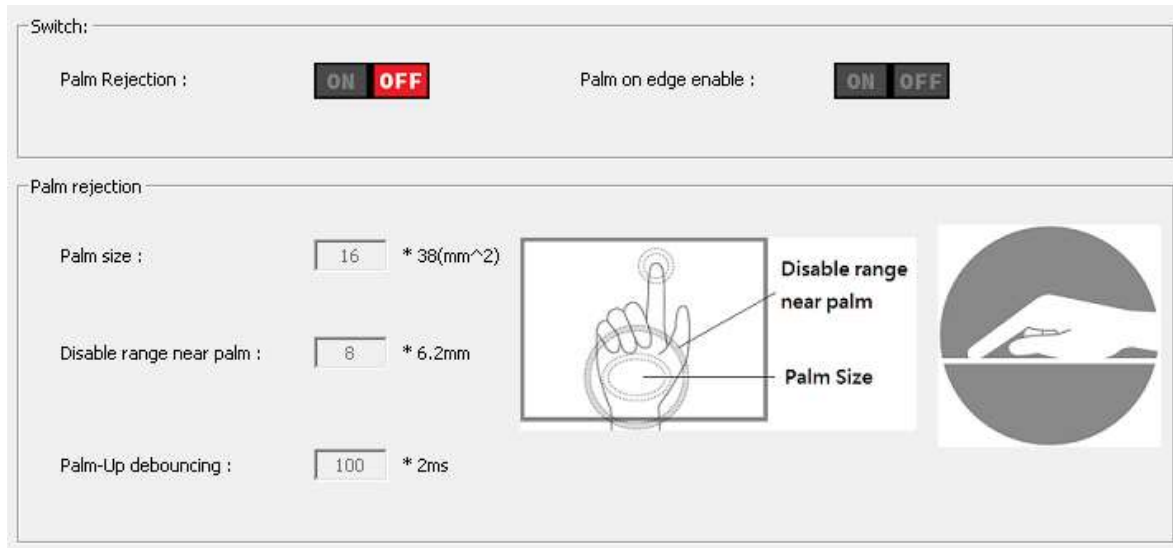 Switch:
Palm Rejection : ON OFF Palm on edge enable : ON OFF
Palm rejection
Palm size : 16 * 38(mm^2)
Disable range near palm : 8 * 6.2mm
Palm-Up debouncing : 100 * 2ms
Disable range
near palm
Palm Size